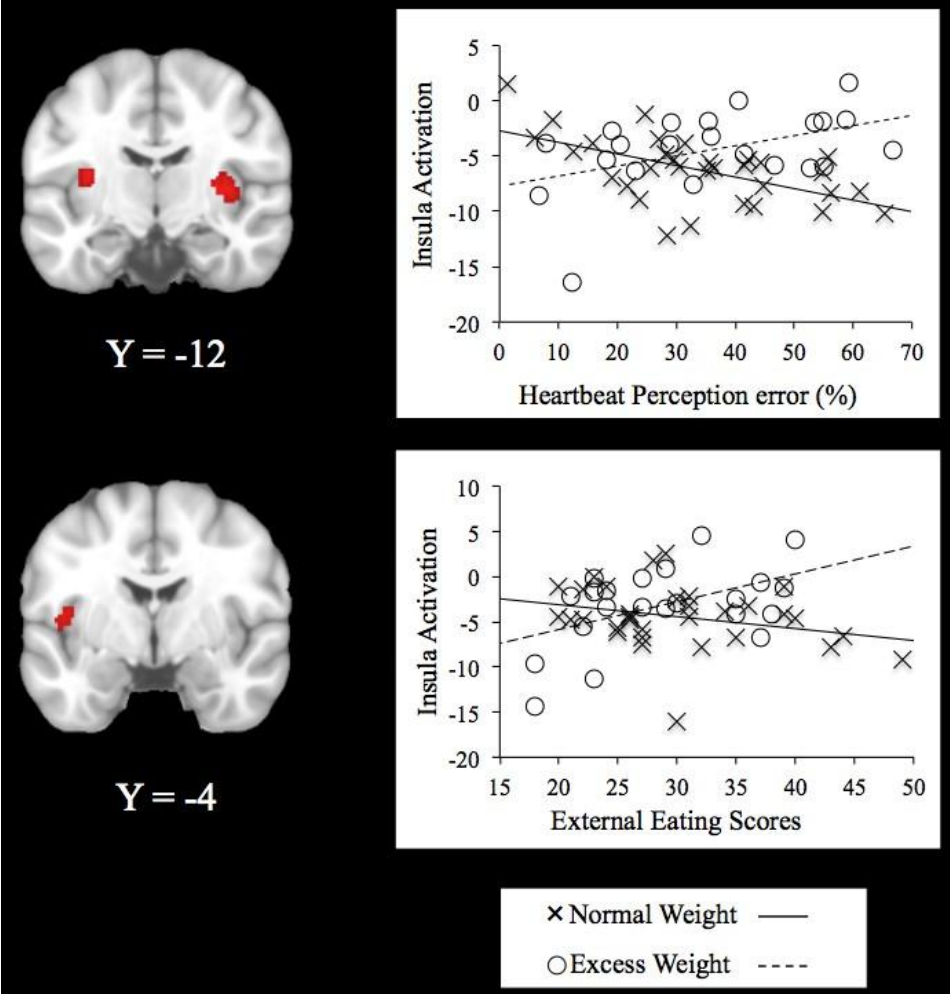 Y = -12
Insula Activation
5
0
-5
-10
-15
-20
0 10 20 30 40 50 60 70
Heartbeat Perception error (%)
Y = -4
Insula Activation
10
5
0
-5
-10
-15
-20
15 20 25 30 35 40 45 50
External Eating Scores
Normal Weight
Excess Weight